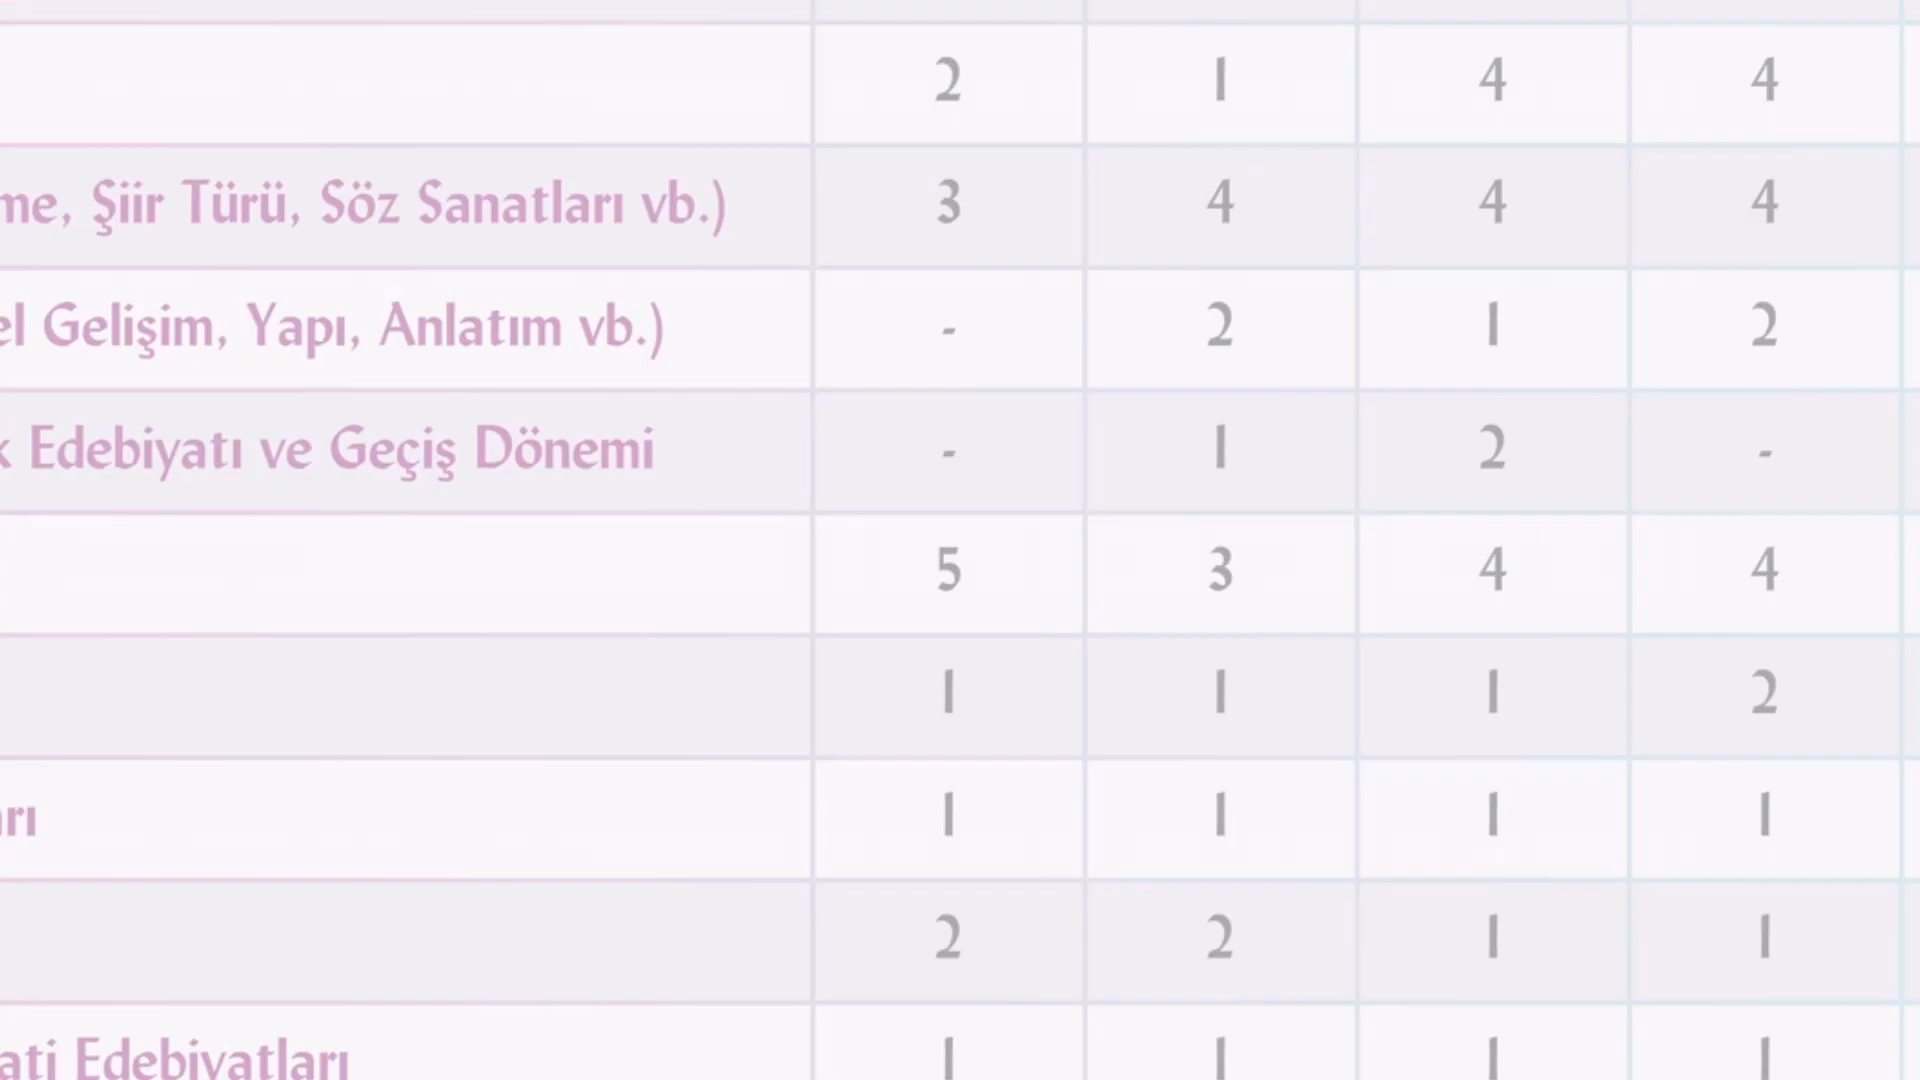 2 1 4 4
me, Şiir Türü, Söz Sanatları vb.) 3 4 4 4
el Gelişim, Yapı, Anlatım vb.) - 2 1 2
k Edebiyatı ve Geçiş Dönemi - 1 2 -
5 3 4 4
1 1 1 2
arı 1 1 1 1
2 2 1 1
ati Edebiyatları 1 1 1 1